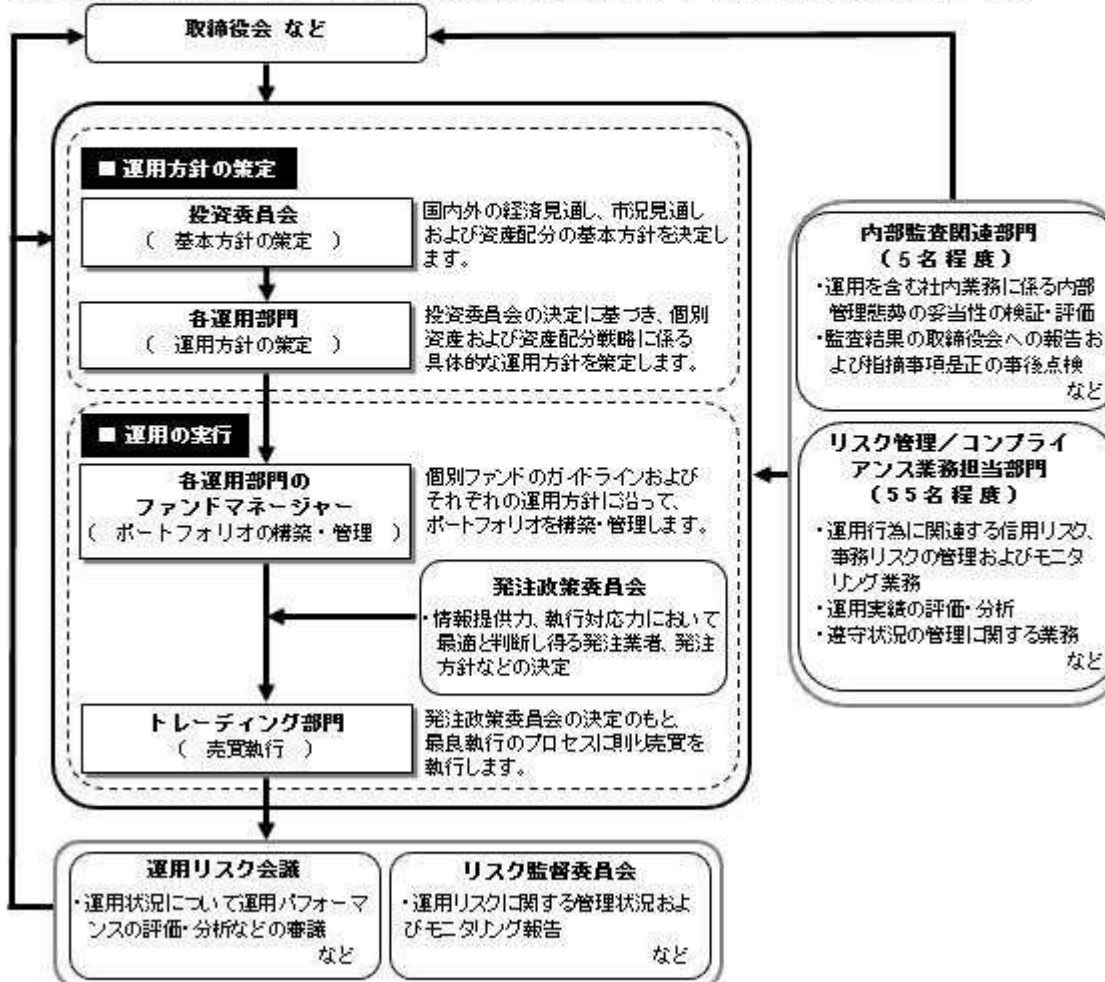 取締役会 など
■ 運用方針の策定
投資委員会
( 基本方針の策定 )
国内外の経済見通し、市況見通し
および資産配分の基本方針を決定し
ます。
各運用部門
( 運用方針の策定 )
投資委員会の決定に基づき、個別
資産および資産配分戦略に係る
具体的な運用方針を策定します。
■ 運用の実行
各運用部門の
ファンドマネージャー
( ポートフォリオの構築・管理 )
個別ファンドのガイドラインおよび
それぞれの運用方針に沿って、
ポートフォリオを構築・管理します。
発注政策委員会
・情報提供力、執行対応力において
最適と判断し得る発注業者、発注
方針などの決定
トレーディング部門
( 売買執行 )
発注政策委員会の決定のもと
最良執行のプロセスに則り売買を
執行します。
内部監査関連部門
(5名程度)
・運用を含む社内業務に係る内部
管理態勢の妥当性の検証・評価
・監査結果の取締役会への報告お
よび指摘事項是正の事後点検
など
リスク管理/コンプライ
アンス業務担当部門
(55名程度)
・運用行為に関連する信用リスク、
事務リスクの管理およびモニタ
リング業務
・運用実績の評価・分析
・遵守状況の管理に関する業務
など
運用リスク会議
・運用状況について運用パフォーマ
ンスの評価・分析などの審議
など
リスク監督委員会
・運用リスクに関する管理状況およ
びモニタリング報告
など